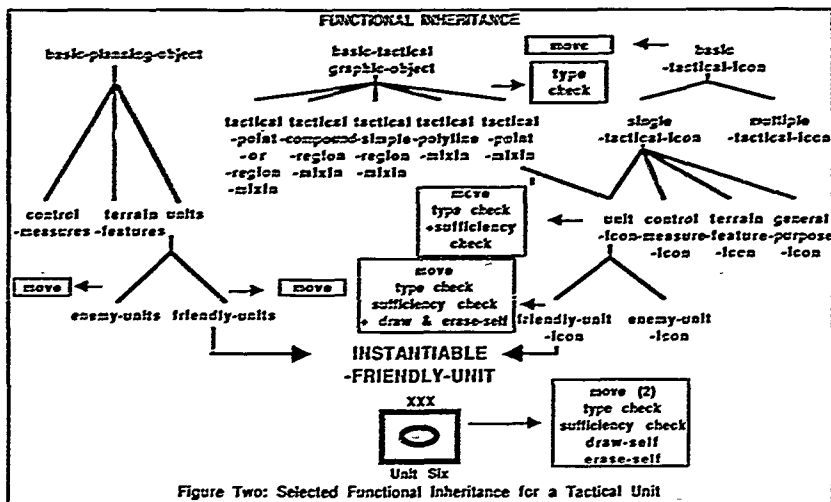 FUNCTIONAL INHERITANCE
basic-planning-object
basic-tactical
graphic-object
move
type
check
basic
-tactical-icon
tactical
-point
-or
-region
-mixin
tactical
-compound
-region
-mixin
tactical
-simple
-region
-mixin
tactical
-polyline
-mixin
tactical
-point
-mixin
single
-tactical-icon
multiple
-tactical-icon
control
-measures
terrain
-features
units
move
type check
+sufficiency
check
unit
-icon
control
-measure
-icon
terrain
-feature
-icon
general
-purpose
-icon
move
enemy-units
friendly-units
move
move
type check
sufficiency check
+ draw & erase-self
friendly-unit
-icon
enemy-unit
-icon
INSTANTIABLE
-FRIENDLY-UNIT
XXX
Unit Six
move (2)
type check
sufficiency check
draw-self
erase-self
Figure Two: Selected Functional Inheritance for a Tactical Unit